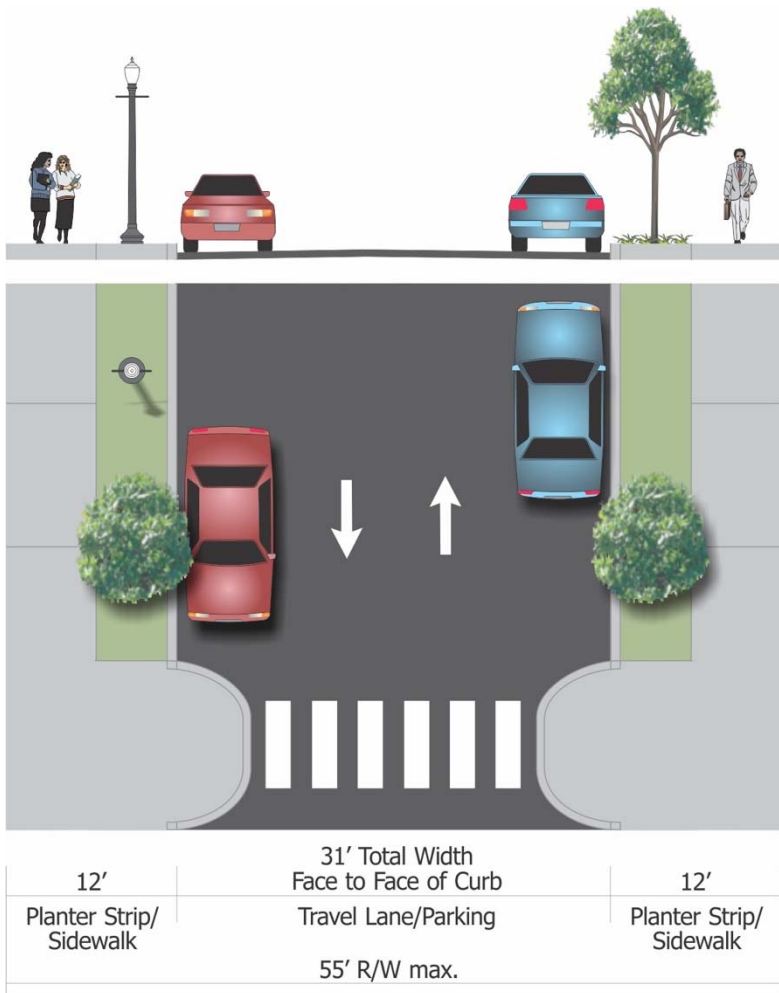 31′ Total Width
12′
Face to Face of Curb
12′
Planter Strip/
Sidewalk
Travel Lane/Parking
Planter Strip/
Sidewalk
55′ R/W max.